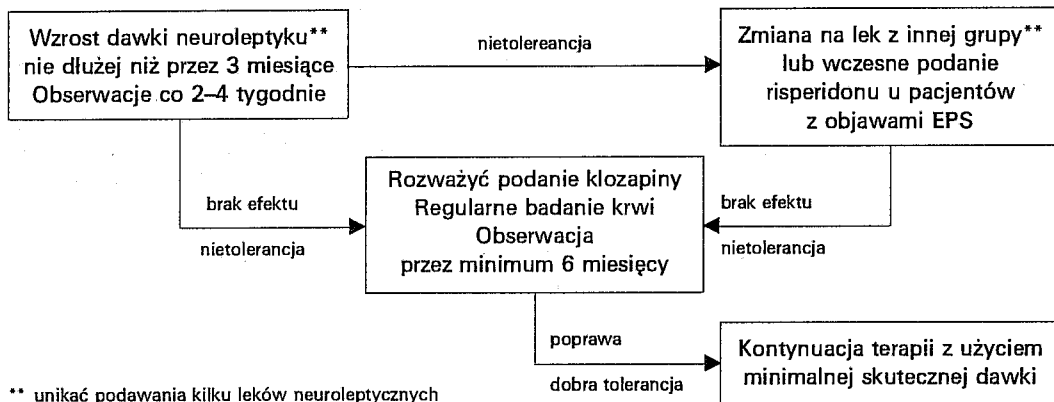 Wzrost dawki neuroleptyku**
nie dłużej niż przez 3 miesiące
Obserwacje co 2–4 tygodnie
nietolereancja
Zmiana na lek z innej grupy**
lub wczesne podanie
risperidonu u pacjentów
z objawami EPS
brak efektu
nietolerancja
Rozważyć podanie klozapiny
Regularne badanie krwi
Obserwacja
przez minimum 6 miesięcy
brak efektu
nietolerancja
poprawa
dobra tolerancja
Kontynuacja terapii z użyciem
minimalnej skutecznej dawki
** unikać podawania kilku leków neuroleptycznych